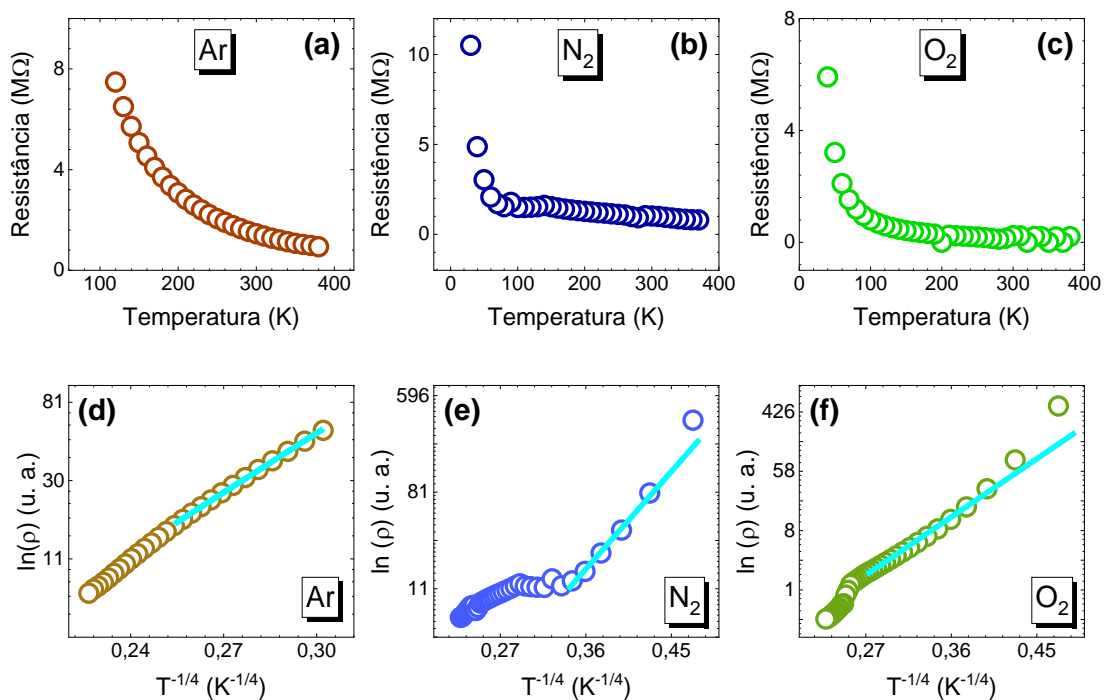 Ar
(a)
Resistância (MΩ)
8
4
0
100
200
300
400
Temperatura (K)
N₂
(b)
Resistência (MΩ)
10
5
0
0
100
200
300
400
Temperatura (K)
O₂
(c)
Resistência (MΩ)
8
4
0
0
100
200
300
400
Temperatura (K)
(d)
ln(ρ) (u. a.)
81
30
11
Ar
0,24
0,27
0,30
T⁻¹/⁴ (K⁻¹/⁴)
(e)
ln (ρ) (u. a.)
596
81
11
N₂
0,27
0,36
0,45
T⁻¹/⁴ (K⁻¹/⁴)
(f)
ln (ρ) (u. a.)
426
58
8
1
O₂
0,27
0,36
0,45
T⁻¹/⁴ (K⁻¹/⁴)